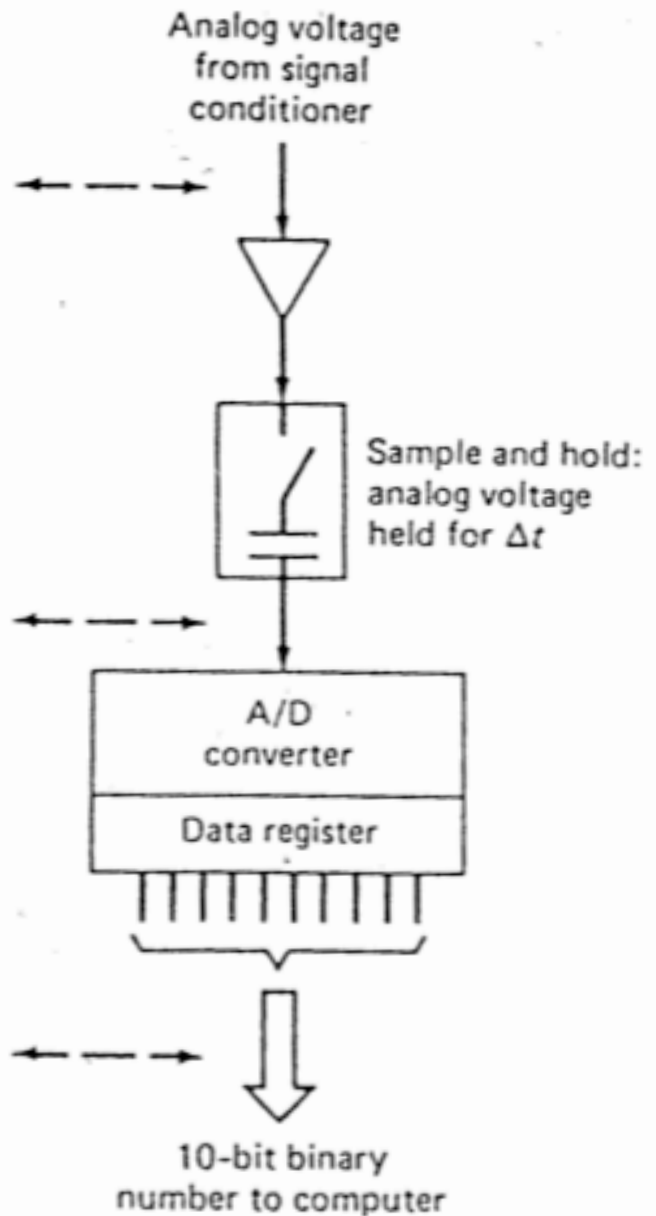 Analog voltage
from signal
conditioner
Sample and hold:
analog voltage
held for Δt
A/D
converter
Data register
10-bit binary
number to computer